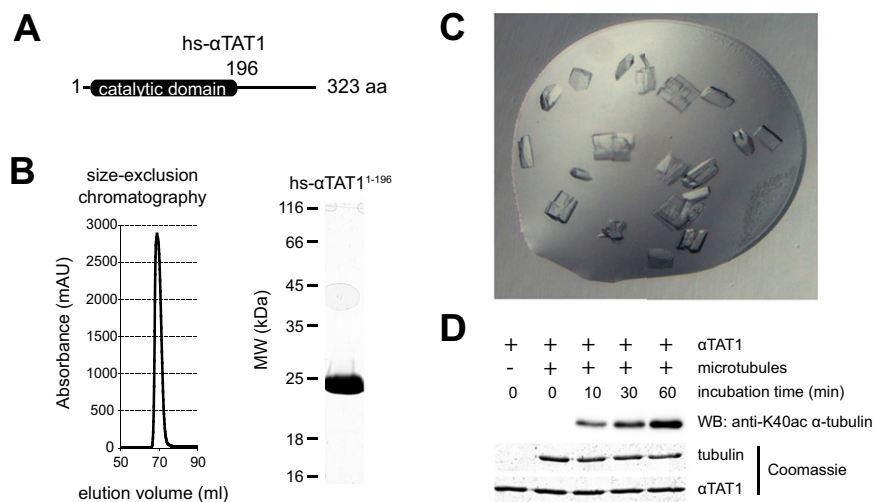 A
hs-αTAT1
196
1
catalytic domain
323 aa
B
size-exclusion
chromatography
Absorbance (mAU)
3000
2500
2000
1500
1000
500
0
50 70 90
elution volume (ml)
hs-αTAT1¹⁻¹⁹⁶
MW (kDa)
116
66
45
35
25
18
16
C
D
+ + + + + αTAT1
- + + + + microtubules
0 0 10 30 60 incubation time (min)
WB: anti-K40ac α-tubulin
tubulin
αTAT1
Coomassie